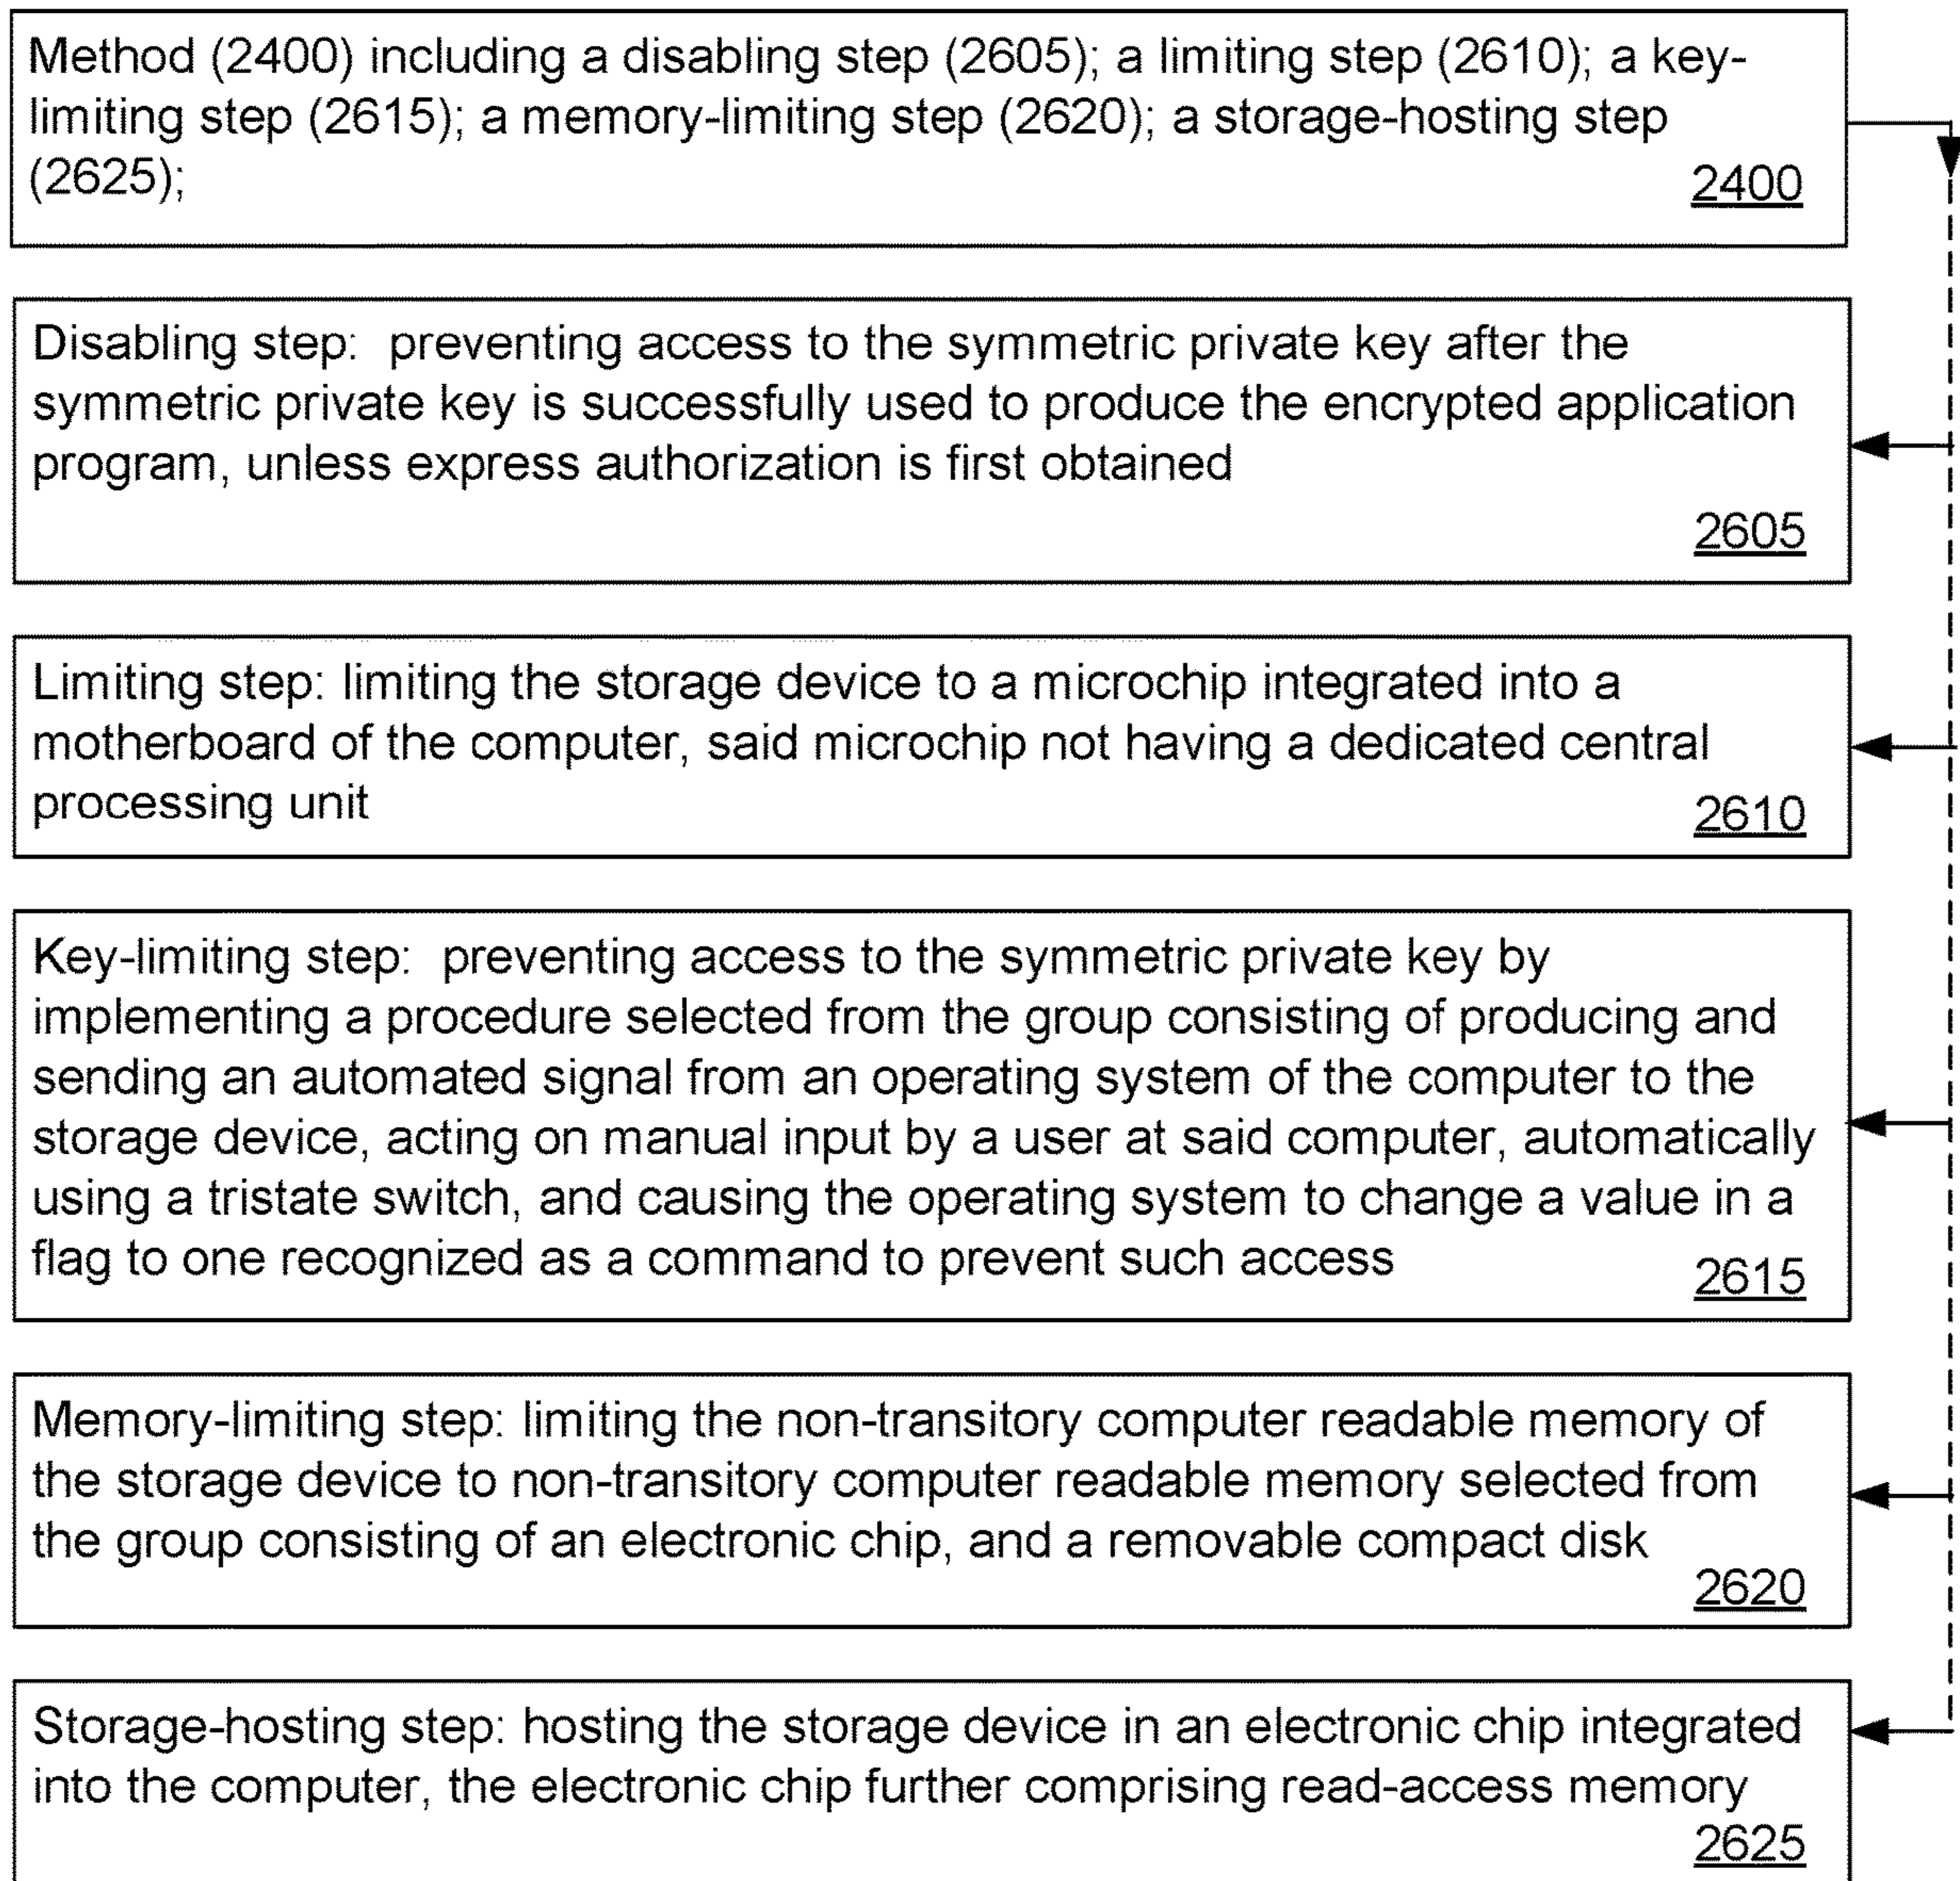 Method (2400) including a disabling step (2605); a limiting step (2610); a key-
limiting step (2615); a memory-limiting step (2620); a storage-hosting step
(2625);
2400
Disabling step: preventing access to the symmetric private key after the
symmetric private key is successfully used to produce the encrypted application
program, unless express authorization is first obtained
2605
Limiting step: limiting the storage device to a microchip integrated into a
motherboard of the computer, said microchip not having a dedicated central
processing unit
2610
Key-limiting step: preventing access to the symmetric private key by
implementing a procedure selected from the group consisting of producing and
sending an automated signal from an operating system of the computer to the
storage device, acting on manual input by a user at said computer, automatically
using a tristate switch, and causing the operating system to change a value in a
flag to one recognized as a command to prevent such access
2615
Memory-limiting step: limiting the non-transitory computer readable memory of
the storage device to non-transitory computer readable memory selected from
the group consisting of an electronic chip, and a removable compact disk
2620
Storage-hosting step: hosting the storage device in an electronic chip integrated
into the computer, the electronic chip further comprising read-access memory
2625